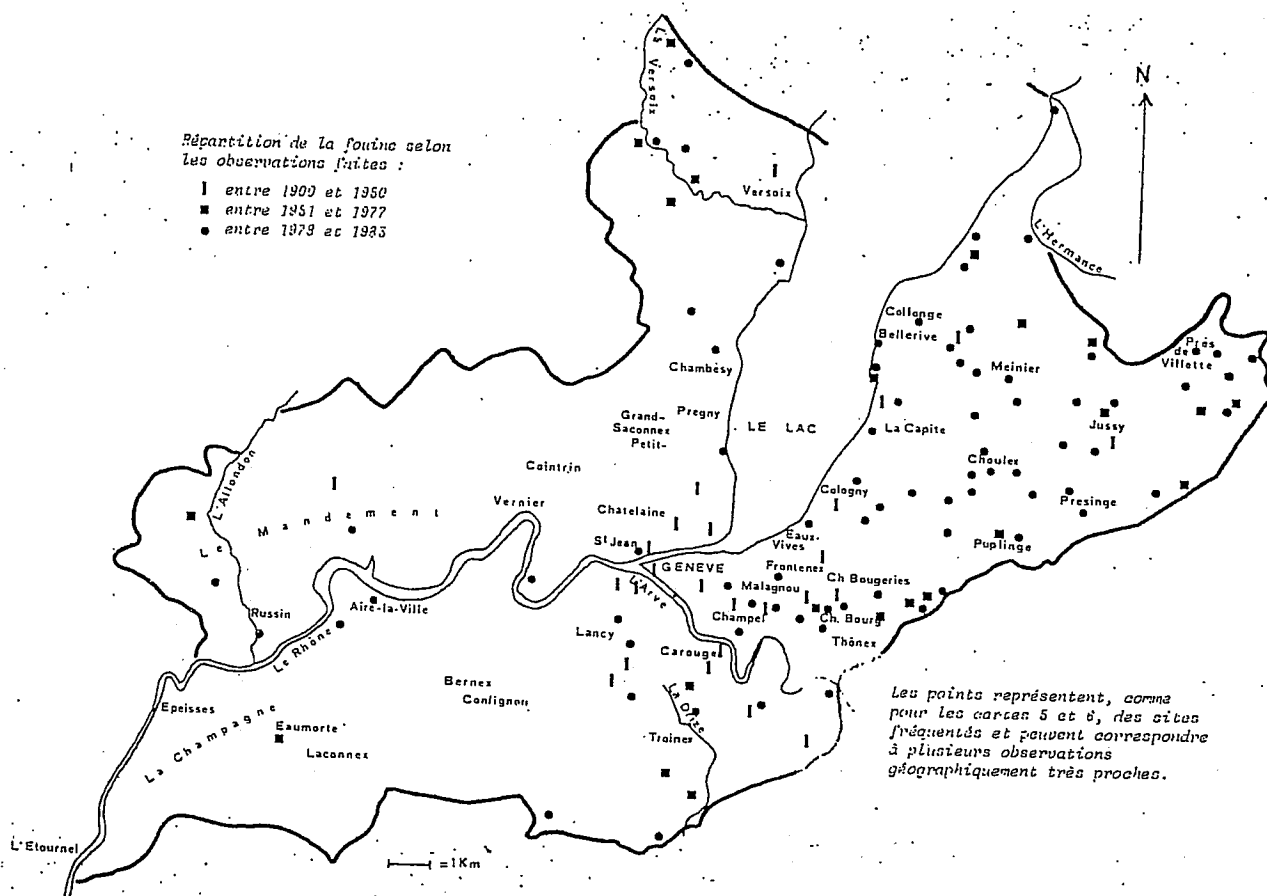 N
La Versoix
Répartition de la fouine selon
les observations faites :
I entre 1900 et 1950
■ entre 1951 et 1977
● entre 1978 et 1983
Versoix
L'Hermance
Collonge
Bellerive
Près
de
Villette
Meinier
Chambésy
Pregny
Grand-
Saconnex
Petit-
LE LAC
La Capite
Jussy
Choulex
Cointrin
L'Allondon
Cologny
Presinge
Vernier
Chatelaine
Le Mandement
St Jean
Eaux-
Vives
Puplinge
GENEVE
Frontenex
Ch Bougeries
L'Arve
Malagnou
Aire-la-Ville
Russin
Champel
Ch. Bourg
Lancy
Thônex
Carouge
Le Rhône
Bernex
Confignon
La Drize
Epeisses
La Champagne
Eaumorte
Laconnex
Troinex
Les points représentent, comme
pour les cartes 5 et 6, des sites
fréquentés et peuvent correspondre
à plusieurs observations
géographiquement très proches.
L'Etournel
=1Km